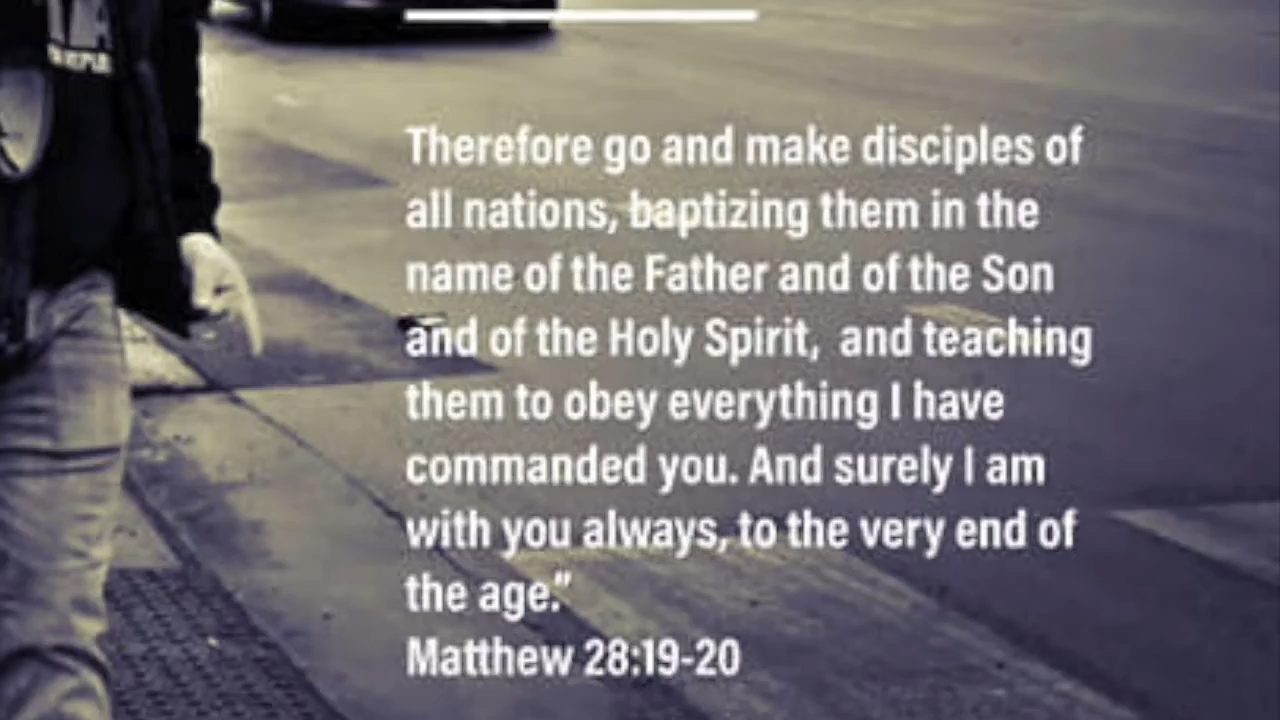 Therefore go and make disciples of
all nations, baptizing them in the
name of the Father and of the Son
and of the Holy Spirit,  and teaching
them to obey everything I have
commanded you. And surely I am
with you always, to the very end of
the age.”
Matthew 28:19-20